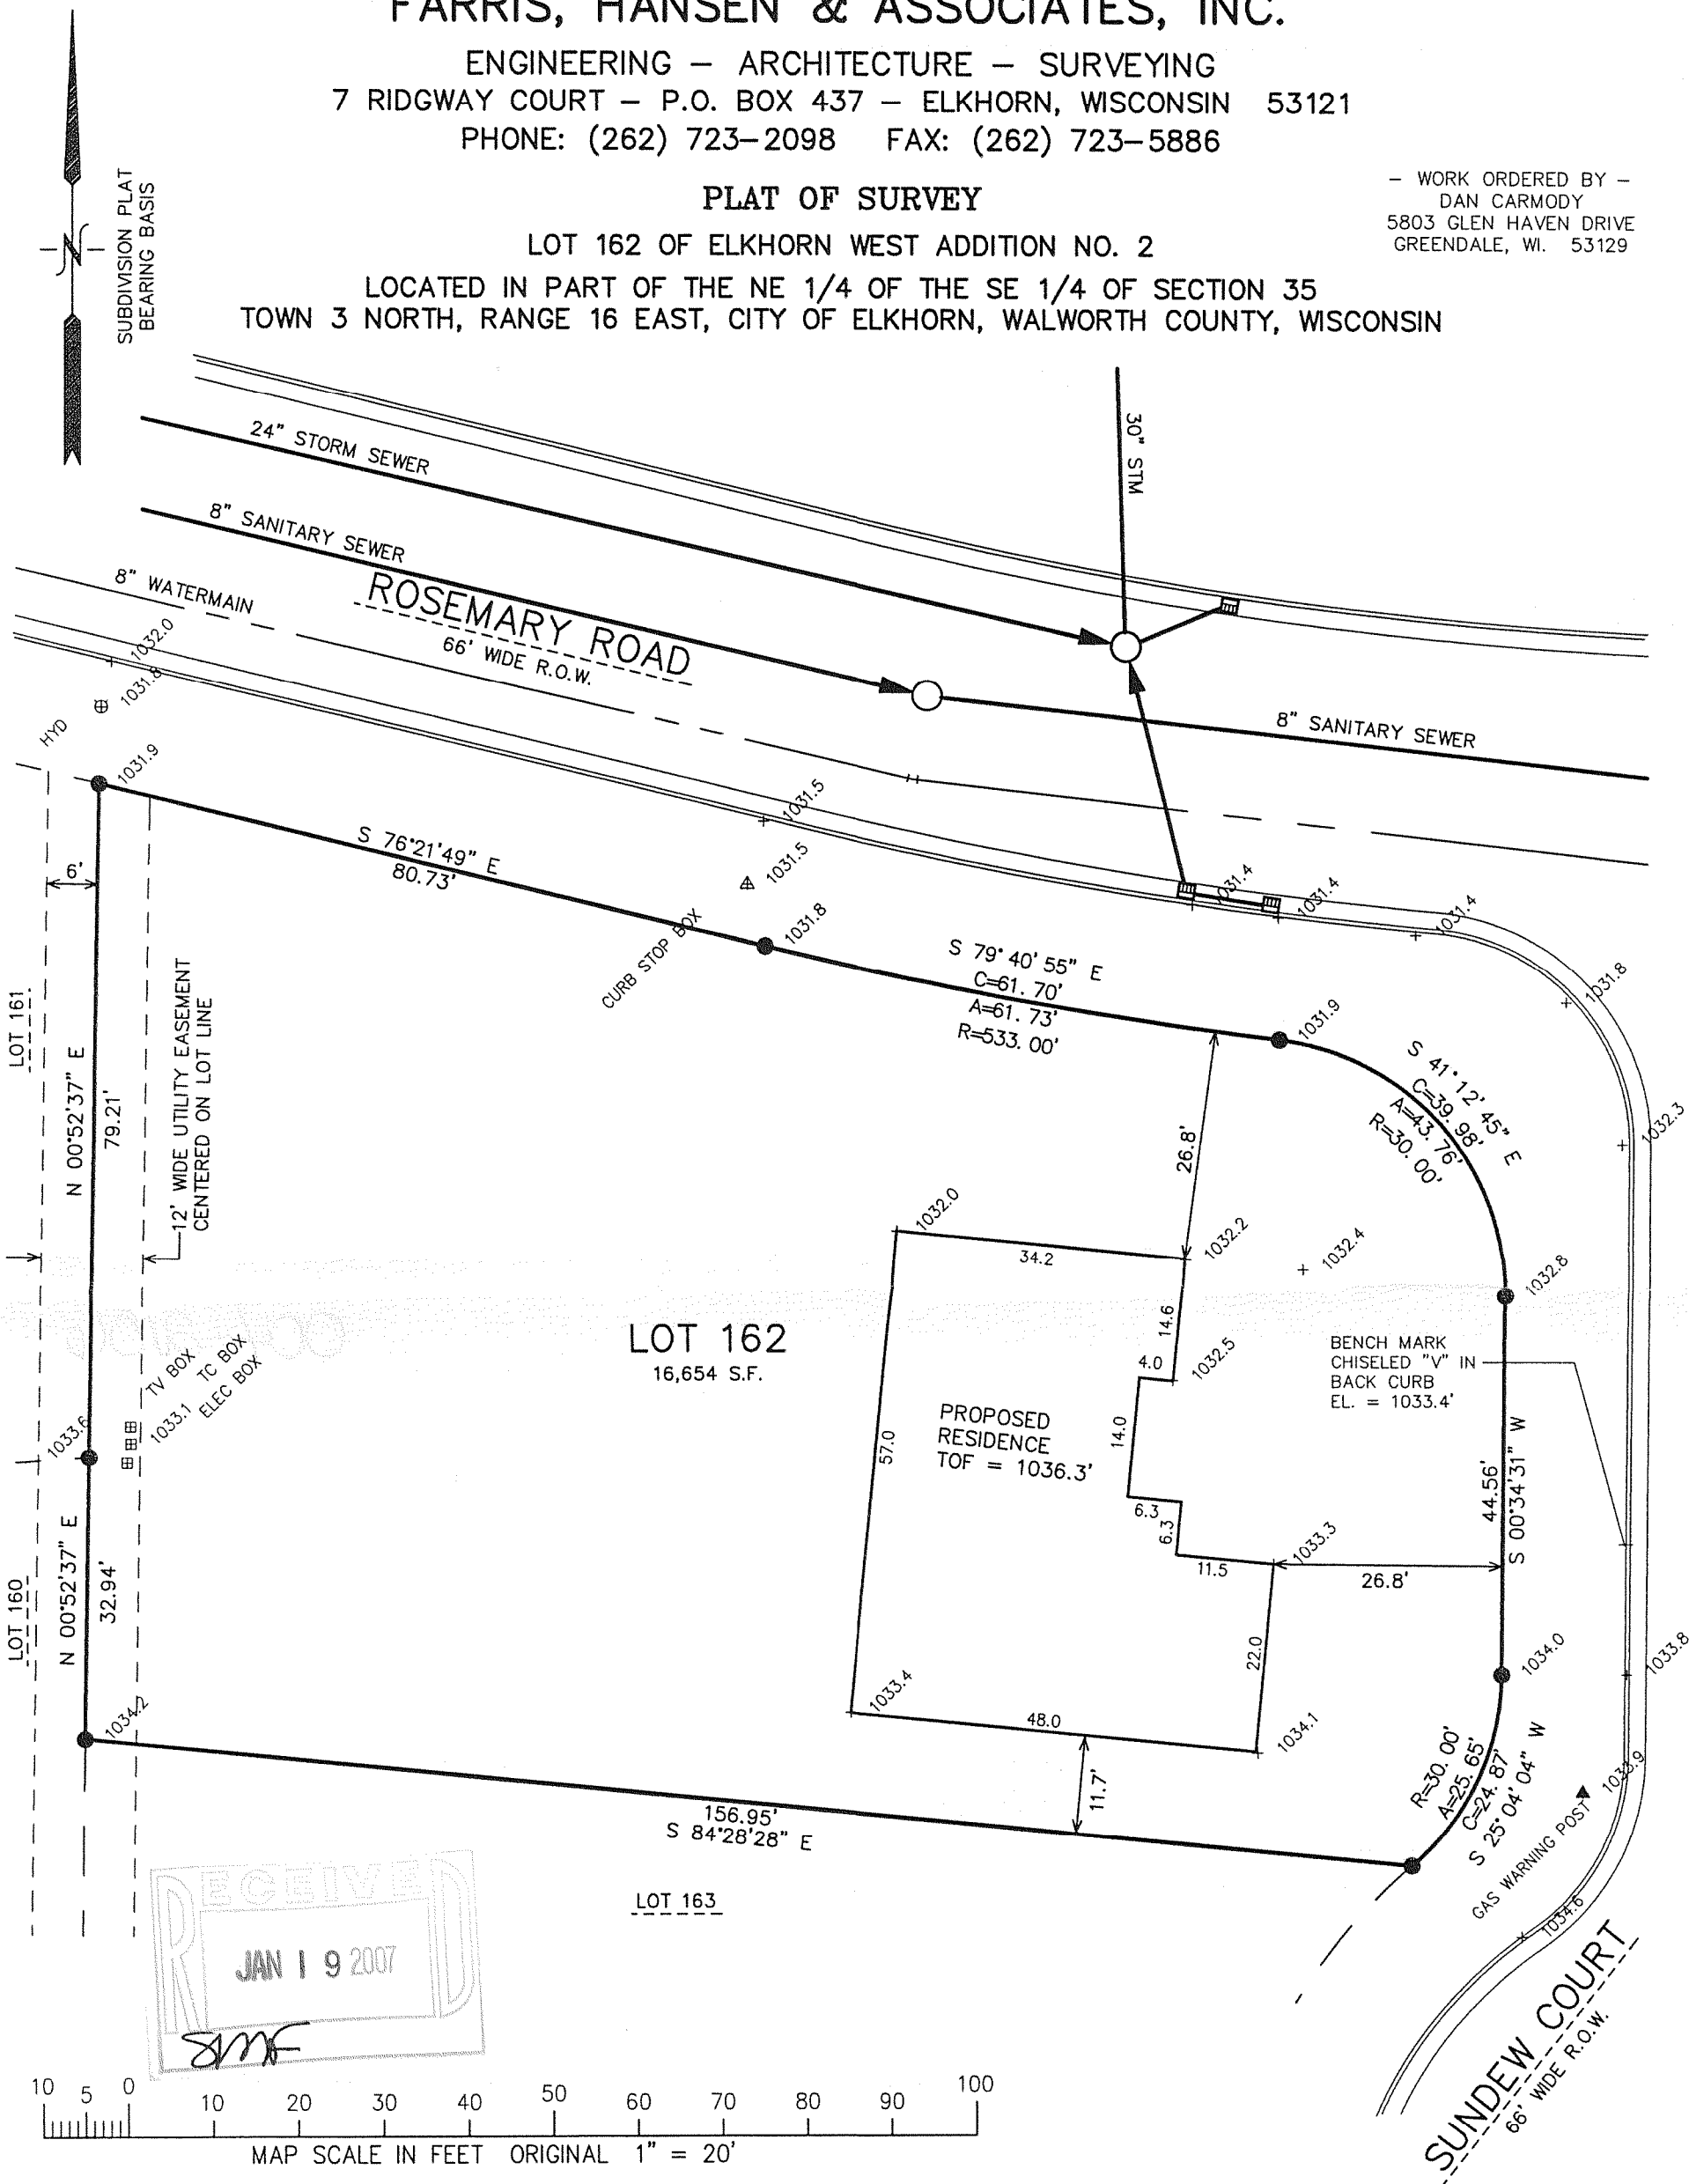 FARRIS, HANSEN & ASSOCIATES, INC.
ENGINEERING – ARCHITECTURE – SURVEYING
7 RIDGWAY COURT – P.O. BOX 437 – ELKHORN, WISCONSIN 53121
PHONE: (262) 723–2098 FAX: (262) 723–5886
PLAT OF SURVEY
LOT 162 OF ELKHORN WEST ADDITION NO. 2
LOCATED IN PART OF THE NE 1/4 OF THE SE 1/4 OF SECTION 35
TOWN 3 NORTH, RANGE 16 EAST, CITY OF ELKHORN, WALWORTH COUNTY, WISCONSIN
– WORK ORDERED BY –
DAN CARMODY
5803 GLEN HAVEN DRIVE
GREENDALE, WI. 53129
N
SUBDIVISION PLAT
BEARING BASIS
24" STORM SEWER
30" STM
8" SANITARY SEWER
8" WATERMAIN
ROSEMARY ROAD
66' WIDE R.O.W.
8" SANITARY SEWER
1032.0
1031.8
HYD
1031.9
1031.5
1031.5
CURB STOP BOX
1031.8
1031.4
1031.4
1031.4
1031.8
1032.3
6'
S 76°21'49" E
80.73'
S 79°40'55" E
C=61.70'
A=61.73'
R=533.00'
1031.9
S 41°12'45" E
C=39.98'
A=43.76'
R=30.00'
LOT 161
N 00°52'37" E
79.21'
12' WIDE UTILITY EASEMENT
CENTERED ON LOT LINE
26.8'
1032.0
34.2
1032.2
1032.4
1032.8
14.6
4.0
1032.5
LOT 162
16,654 S.F.
BENCH MARK
CHISELED "V" IN
BACK CURB
EL. = 1033.4'
TV BOX
TC BOX
ELEC BOX
1033.1
1033.6
57.0
PROPOSED
RESIDENCE
TOF = 1036.3'
14.0
6.3
6.3
11.5
1033.3
26.8'
44.56'
S 00°34'31" W
LOT 160
N 00°52'37" E
32.94'
22.0
1034.0
1033.8
1034.2
1033.4
48.0
1034.1
11.7'
R=30.00'
A=25.65'
C=24.87'
S 25°04'04" W
1033.9
GAS WARNING POST
1034.6
156.95'
S 84°28'28" E
LOT 163
RECEIVED
JAN 19 2007
SUNDEW COURT
66' WIDE R.O.W.
10 5 0 10 20 30 40 50 60 70 80 90 100
MAP SCALE IN FEET ORIGINAL 1" = 20'